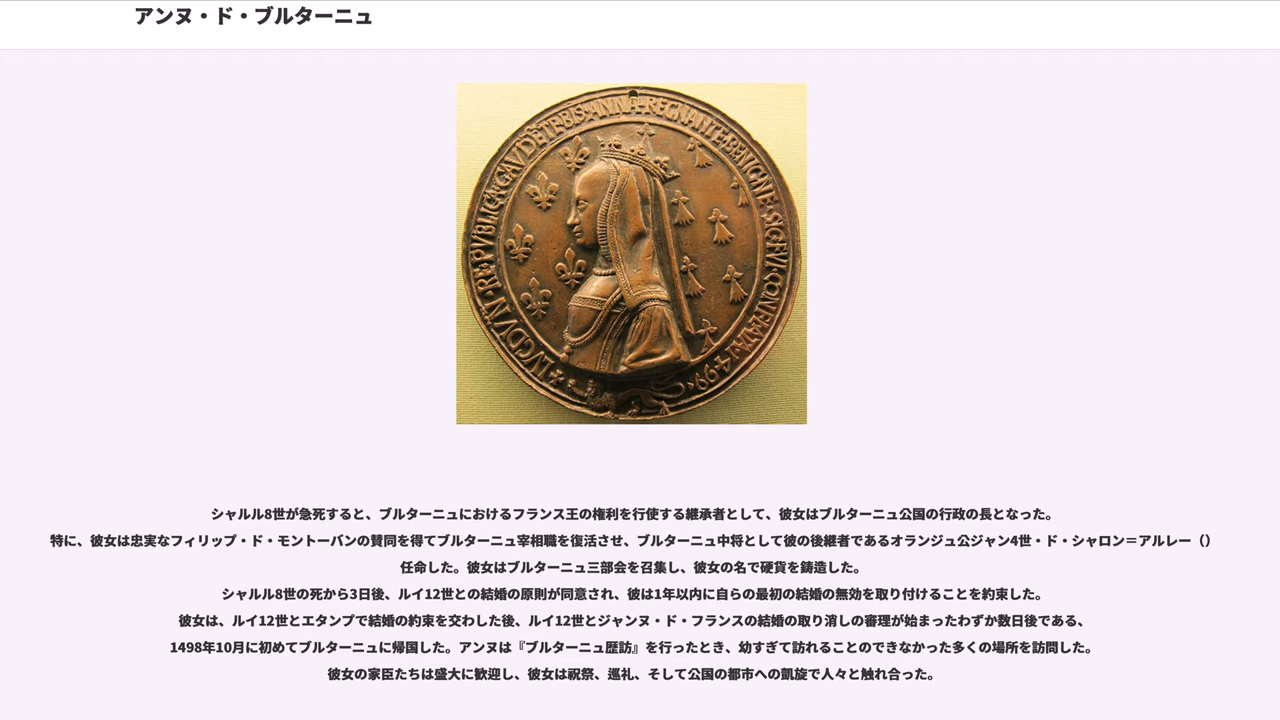 アンヌ・ド・ブルターニュ
LVGDVN·RE·PVBLICA·GAVDĒTE·BIS·ANNA·REGNANTE·BENIGNE·SIC·FVI·CONFLATA·1499·
シャルル8世が急死すると、ブルターニュにおけるフランス王の権利を行使する継承者として、彼女はブルターニュ公国の行政の長となった。
特に、彼女は忠実なフィリップ・ド・モントーバンの賛同を得てブルターニュ宰相職を復活させ、ブルターニュ中将として彼の後継者であるオランジュ公ジャン4世・ド・シャロン＝アルレー（）
任命した。彼女はブルターニュ三部会を召集し、彼女の名で硬貨を鋳造した。
シャルル8世の死から3日後、ルイ12世との結婚の原則が同意され、彼は1年以内に自らの最初の結婚の無効を取り付けることを約束した。
彼女は、ルイ12世とエタンプで結婚の約束を交わした後、ルイ12世とジャンヌ・ド・フランスの結婚の取り消しの審理が始まったわずか数日後である、
1498年10月に初めてブルターニュに帰国した。アンヌは『ブルターニュ歴訪』を行ったとき、幼すぎて訪れることのできなかった多くの場所を訪問した。
彼女の家臣たちは盛大に歓迎し、彼女は祝祭、巡礼、そして公国の都市への凱旋で人々と触れ合った。